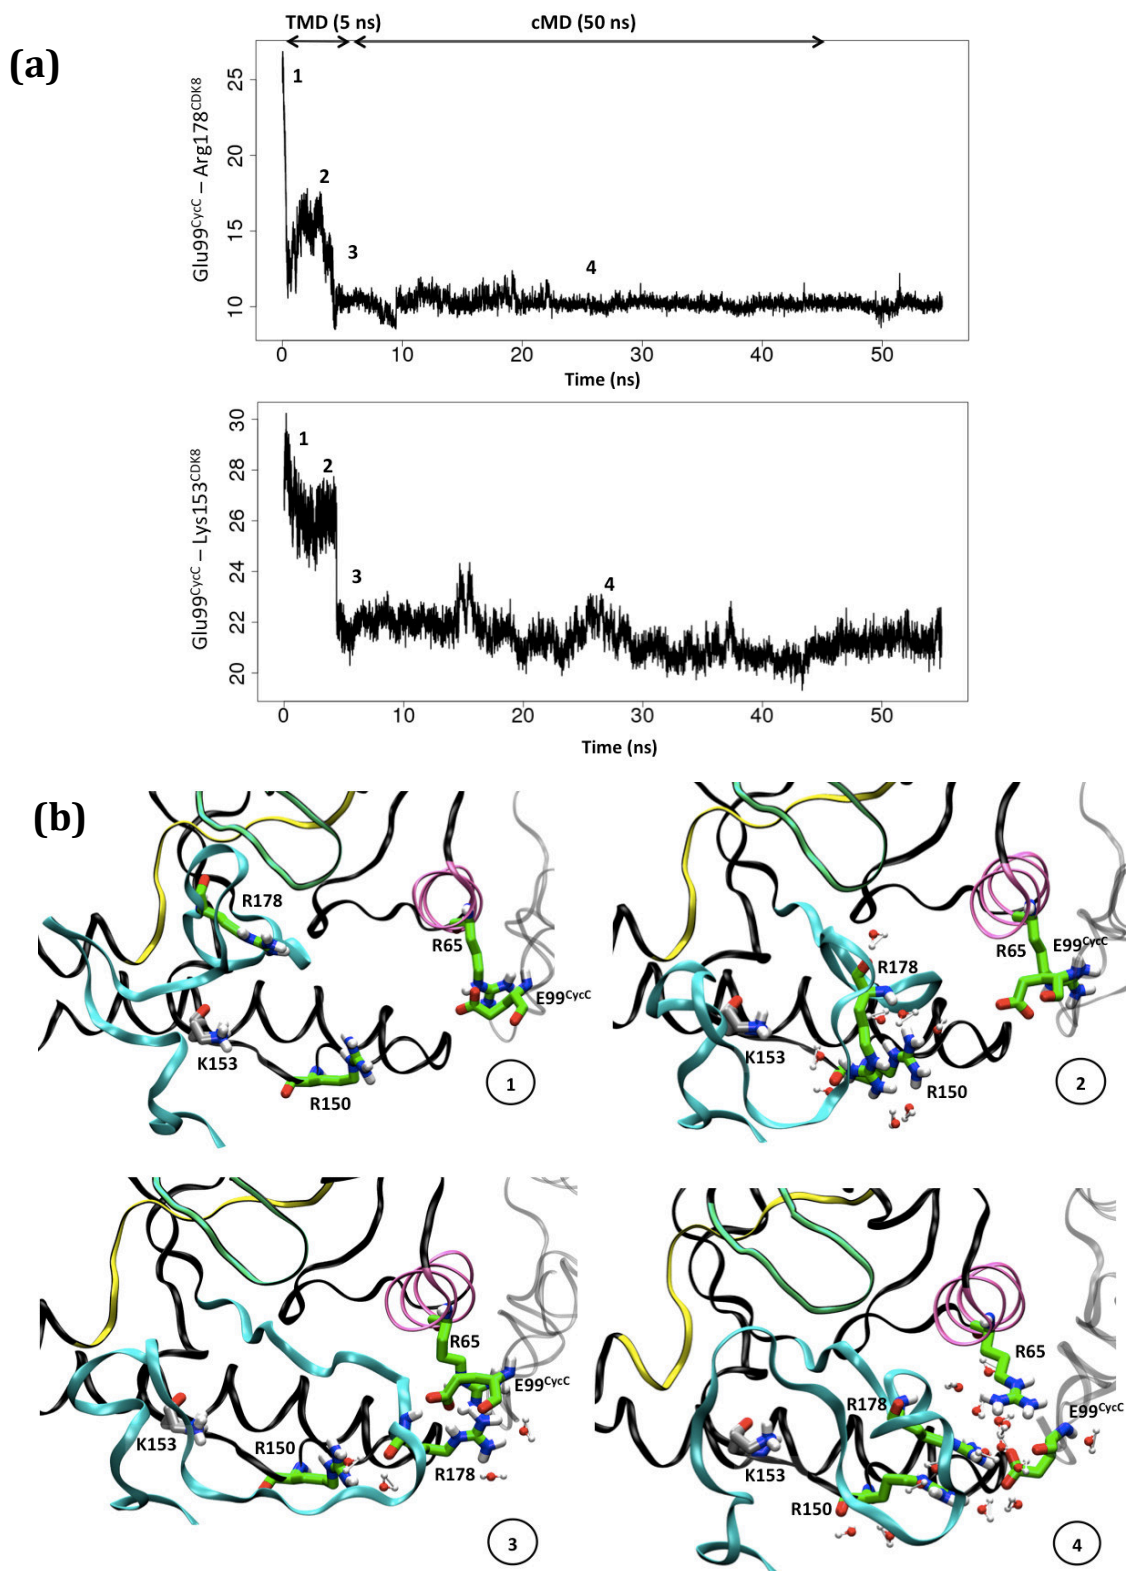 TMD (5 ns)
cMD (50 ns)
(a)
Glu99CycC – Arg178CDK8
25
20
15
10
1
2
3
4
0
10
20
30
40
50
Time (ns)
Glu99CycC – Lys153CDK8
30
28
26
24
22
20
1
2
3
4
0
10
20
30
40
50
Time (ns)
(b)
R178
R65
E99CycC
K153
R150
1
R178
R65
E99CycC
K153
R150
2
R65
E99CycC
K153
R150
R178
3
R65
R178
E99CycC
K153
R150
4